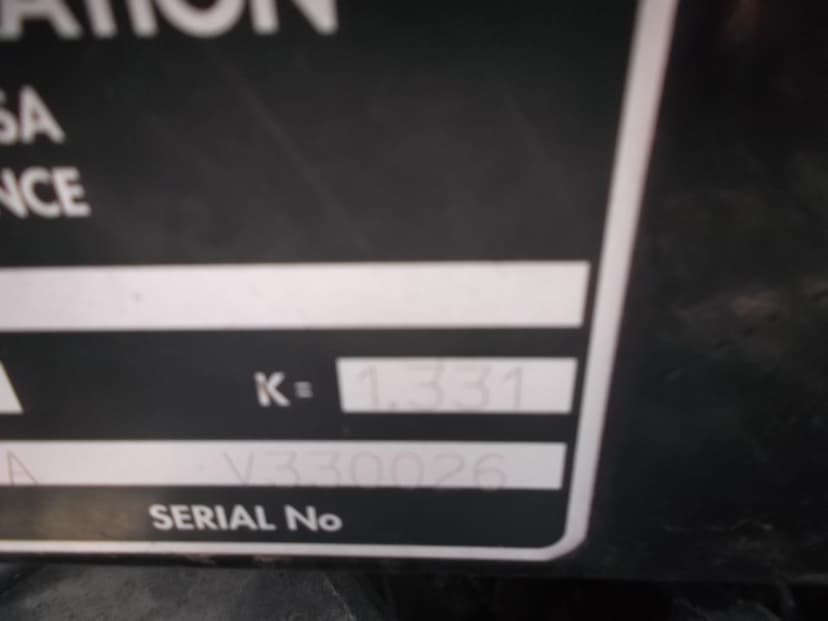 ATION
SA
NCE
K= 1.331
A V330026
SERIAL No